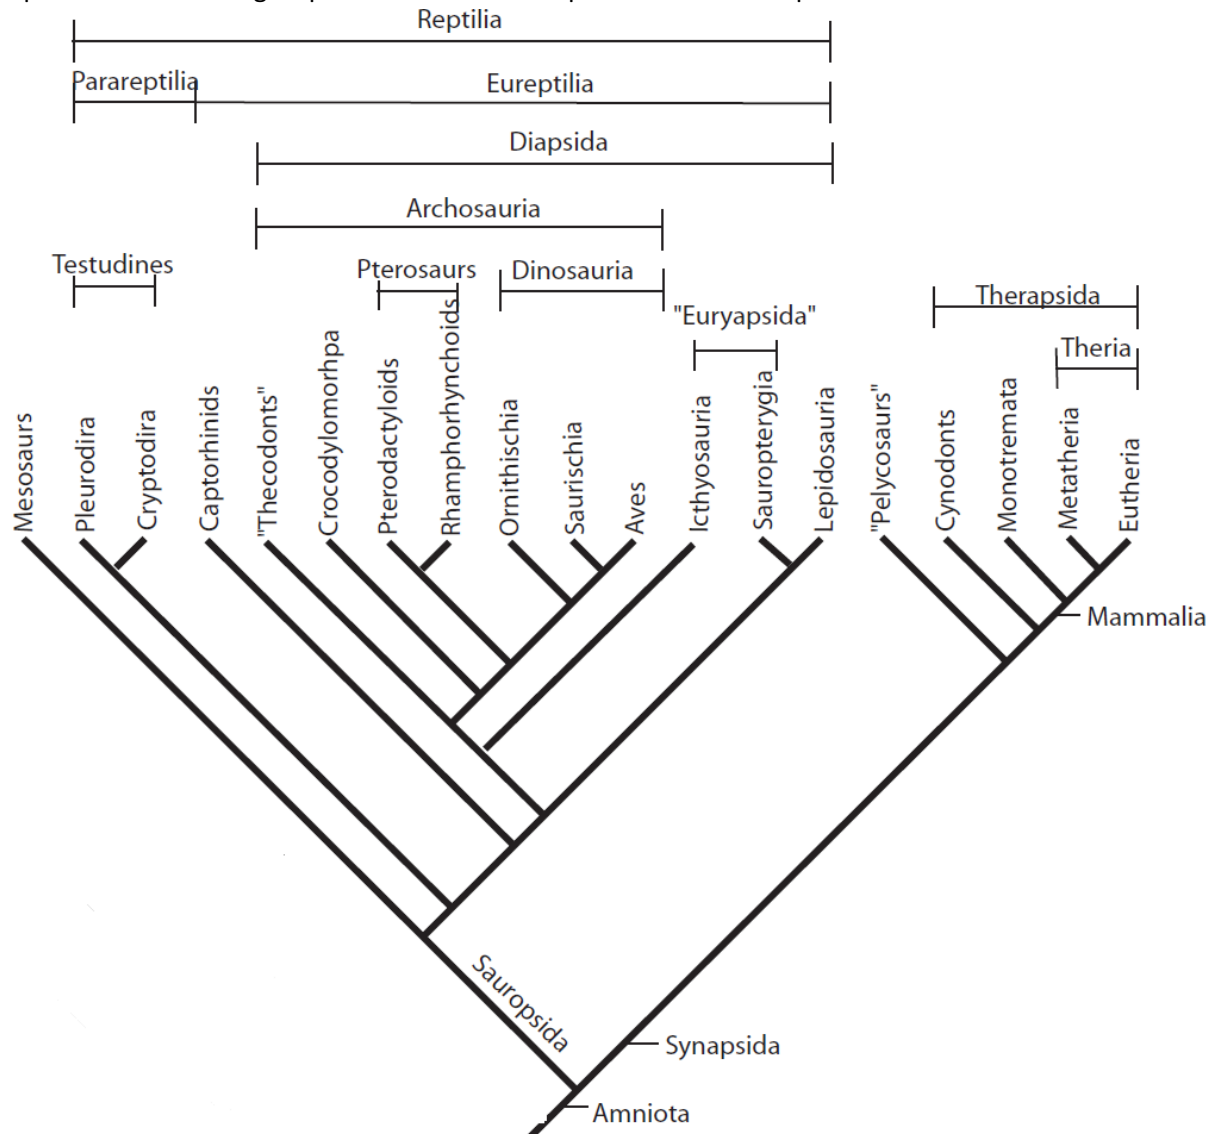 Reptilia
Parareptilia
Eureptilia
Diapsida
Archosauria
Testudines
Pterosaurs
Dinosauria
"Euryapsida"
Therapsida
Theria
Mesosaurs
Pleurodira
Cryptodira
Captorhinids
"Thecodonts"
Crocodylomorhpa
Pterodactyloids
Rhamphorhynchoids
Ornithischia
Saurischia
Aves
Icthyosauria
Sauropterygia
Lepidosauria
"Pelycosaurs"
Cynodonts
Monotremata
Metatheria
Eutheria
Mammalia
Sauropsida
Synapsida
Amniota